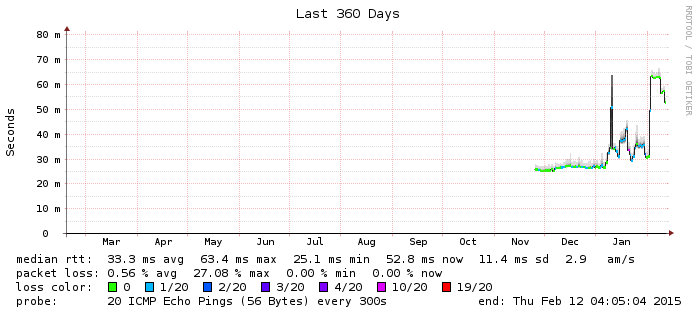 Last 360 Days
RRDTOOL / TOBI OETIKER
Seconds
80 m
70 m
60 m
50 m
40 m
30 m
20 m
10 m
0
Mar Apr May Jun Jul Aug Sep Oct Nov Dec Jan
median rtt: 33.3 ms avg 63.4 ms max 25.1 ms min 52.8 ms now 11.4 ms sd 2.9 am/s
packet loss: 0.56 % avg 27.08 % max 0.00 % min 0.00 % now
loss color: 0 1/20 2/20 3/20 4/20 10/20 19/20
probe: 20 ICMP Echo Pings (56 Bytes) every 300s end: Thu Feb 12 04:05:04 2015